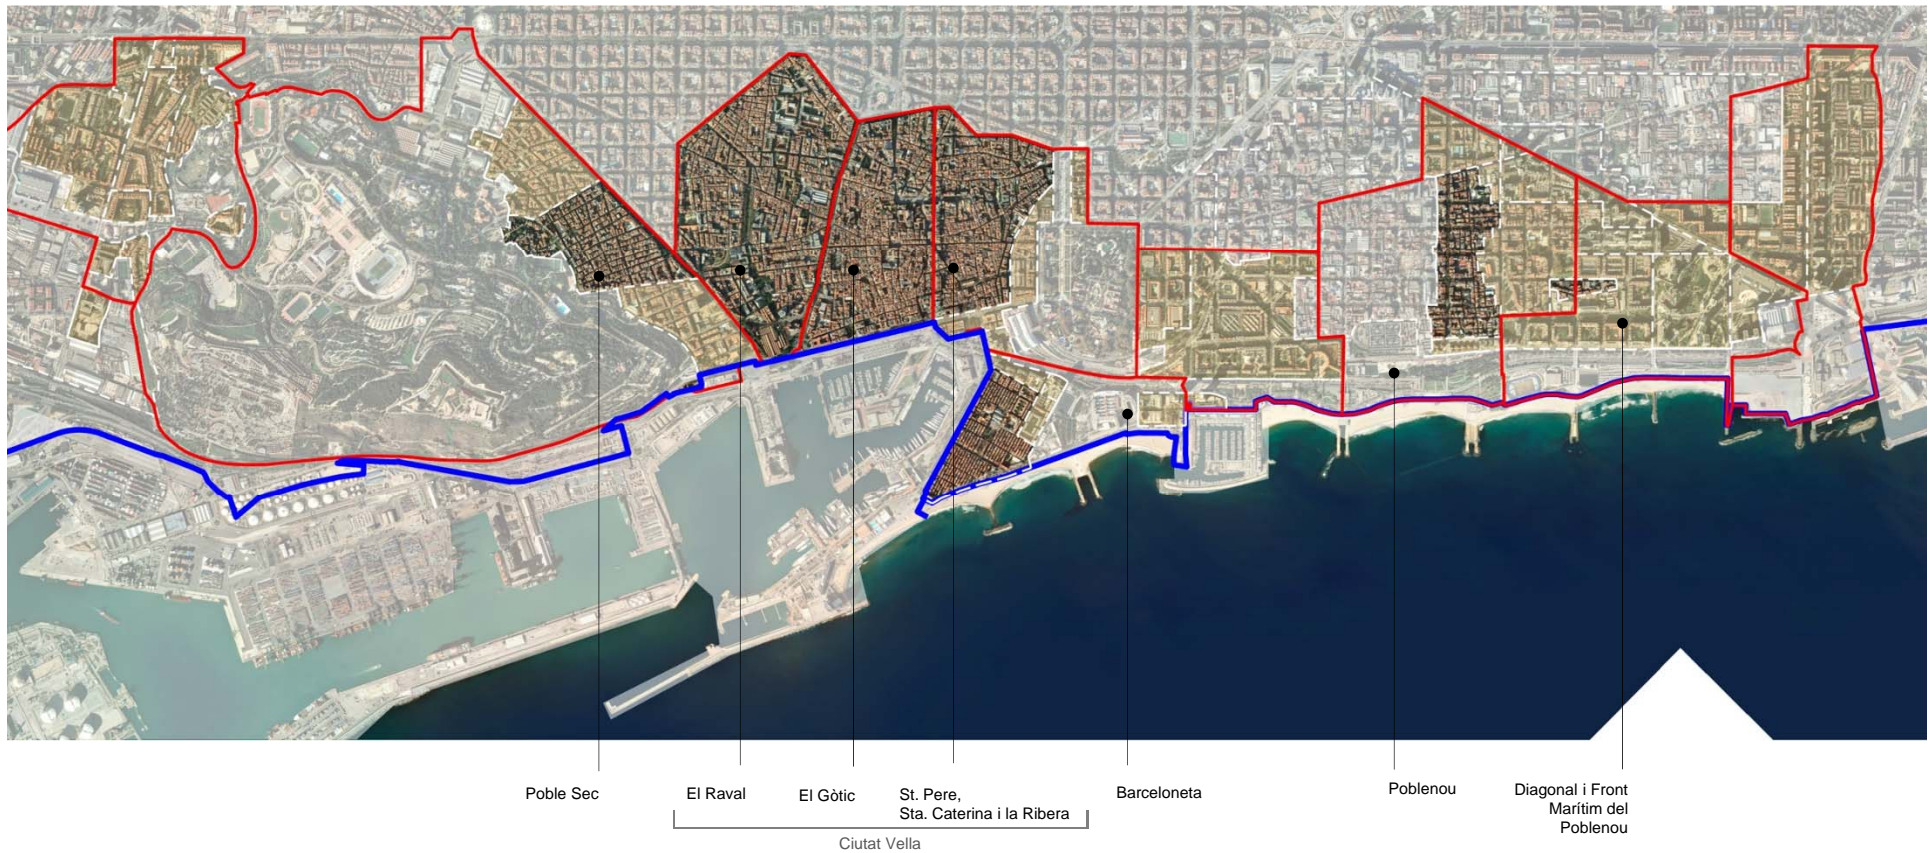 Poble Sec
El Raval
El Gòtic
St. Pere,
Sta. Caterina i la Ribera
Barceloneta
Poblenou
Diagonal i Front
Marítim del
Poblenou
Ciutat Vella